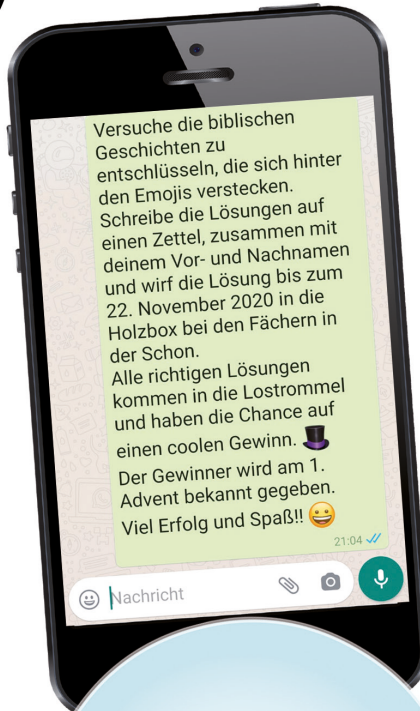 Versuche die biblischen
Geschichten zu
entschlüsseln, die sich hinter
den Emojis verstecken.
Schreibe die Lösungen auf
einen Zettel, zusammen mit
deinem Vor- und Nachnamen
und wirf die Lösung bis zum
22. November 2020 in die
Holzbox bei den Fächern in
der Schon.
Alle richtigen Lösungen
kommen in die Lostrommel
und haben die Chance auf
einen coolen Gewinn. 🎩
Der Gewinner wird am 1.
Advent bekannt gegeben.
Viel Erfolg und Spaß!! 😀
21:04
Nachricht